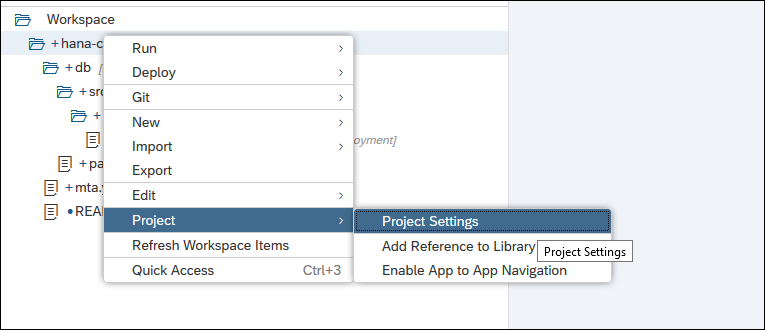 Workspace
+hana-c
+db
+src
+
oyment]
+pa
+mta.y
•REA
Run
Deploy
Git
New
Import
Export
Edit
Project
Refresh Workspace Items
Quick Access Ctrl+3
Project Settings
Add Reference to Library
Enable App to App Navigation
Project Settings